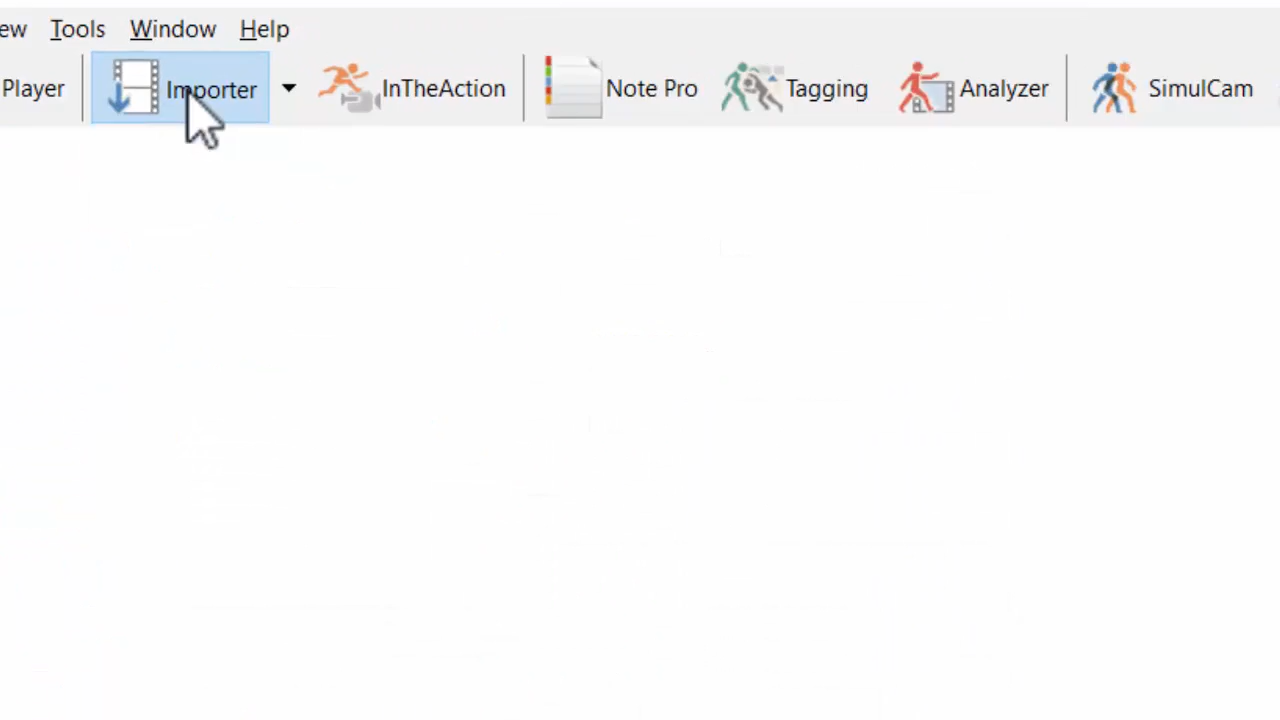 ew Tools Window Help
Player Importer InTheAction Note Pro Tagging Analyzer SimulCam